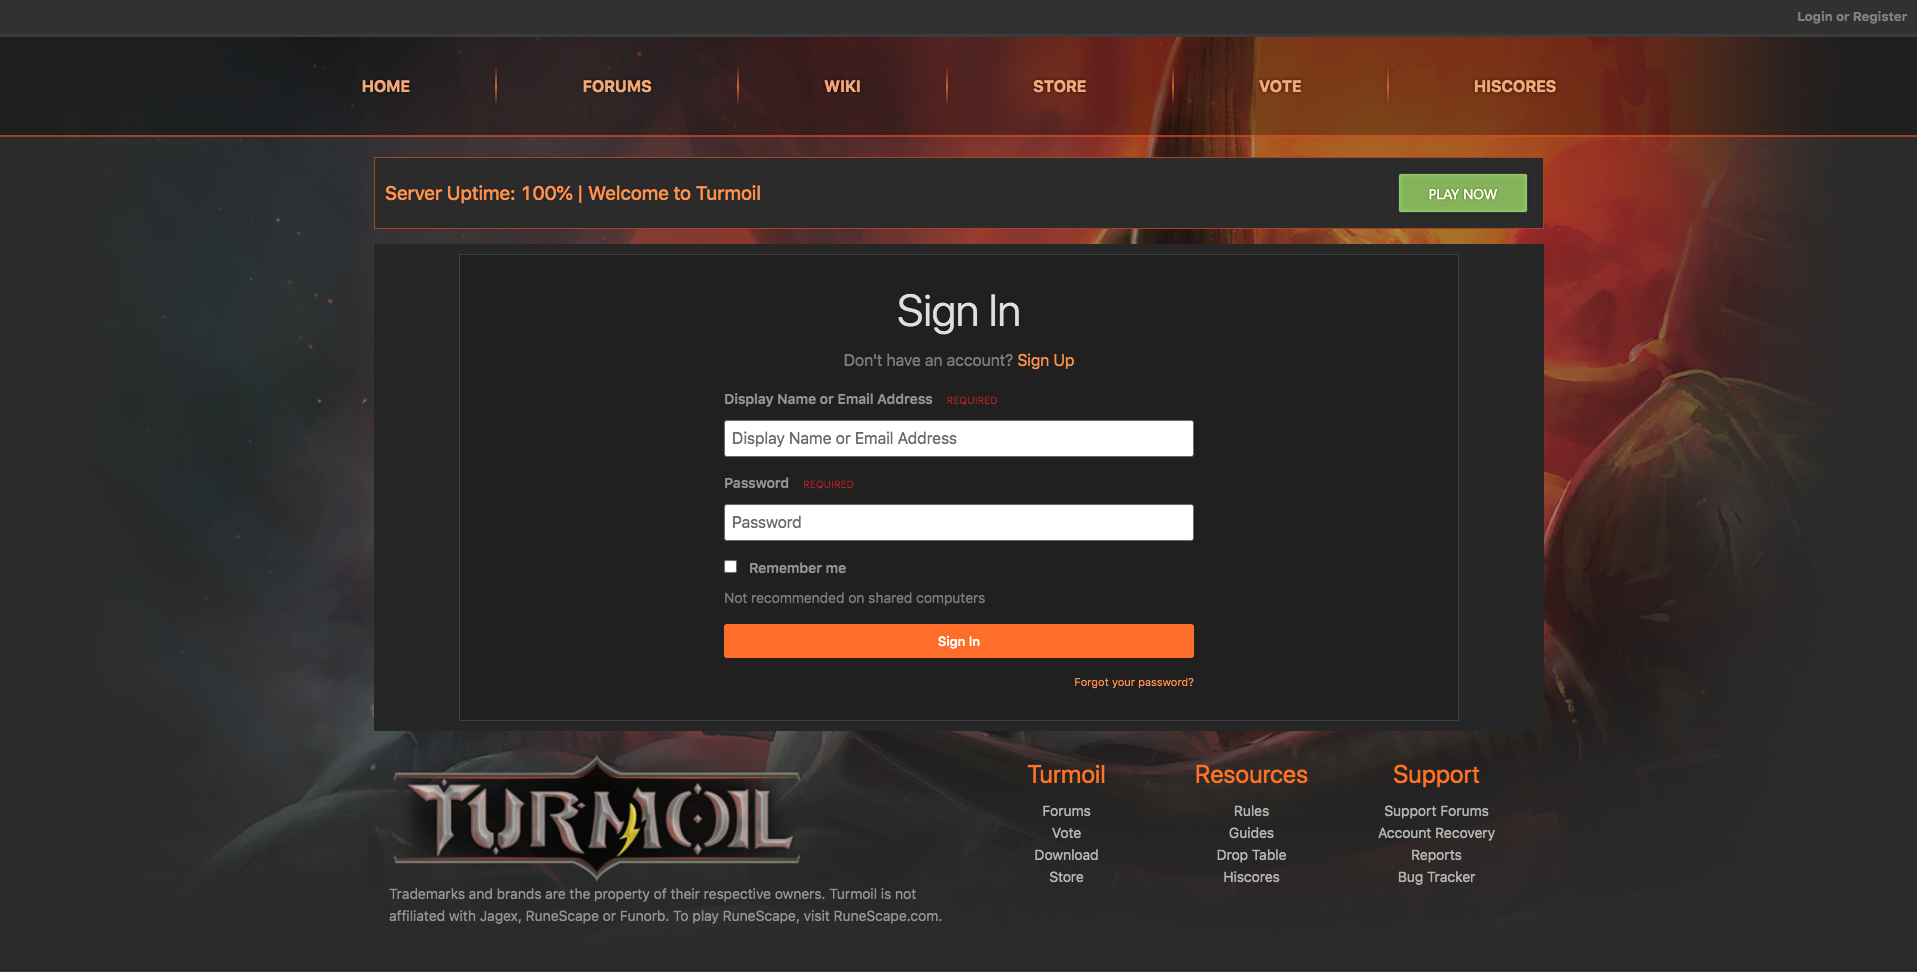 Login or Register
HOME
FORUMS
WIKI
STORE
VOTE
HISCORES
Server Uptime: 100% | Welcome to Turmoil
PLAY NOW
Sign In
Don't have an account? Sign Up
Display Name or Email Address REQUIRED
Display Name or Email Address
Password REQUIRED
Password
Remember me
Not recommended on shared computers
Sign In
Forgot your password?
TURMOIL
Trademarks and brands are the property of their respective owners. Turmoil is not
affiliated with Jagex, RuneScape or Funorb. To play RuneScape, visit RuneScape.com.
Turmoil
Forums
Vote
Download
Store
Resources
Rules
Guides
Drop Table
Hiscores
Support
Support Forums
Account Recovery
Reports
Bug Tracker